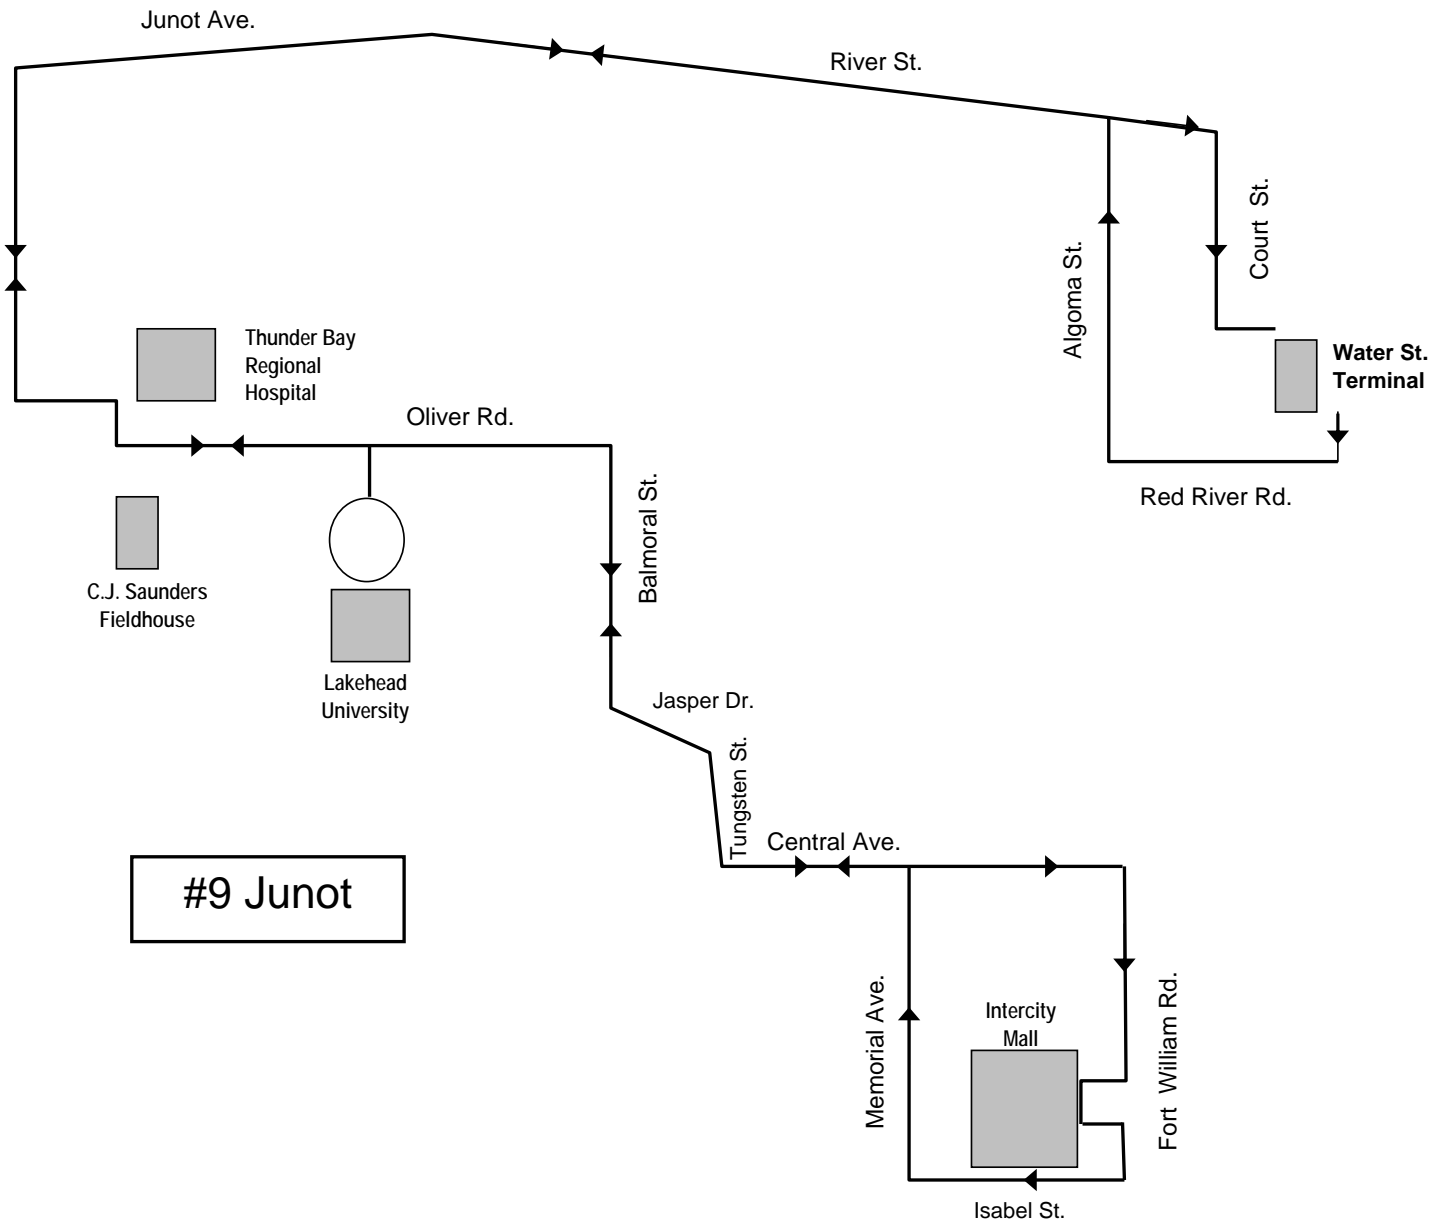 Junot Ave.
River St.
Court St.
Algoma St.
Water St.
Terminal
Red River Rd.
Thunder Bay
Regional
Hospital
Oliver Rd.
Balmoral St.
C.J. Saunders
Fieldhouse
Lakehead
University
Jasper Dr.
Tungsten St.
Central Ave.
#9 Junot
Memorial Ave.
Intercity
Mall
Fort William Rd.
Isabel St.